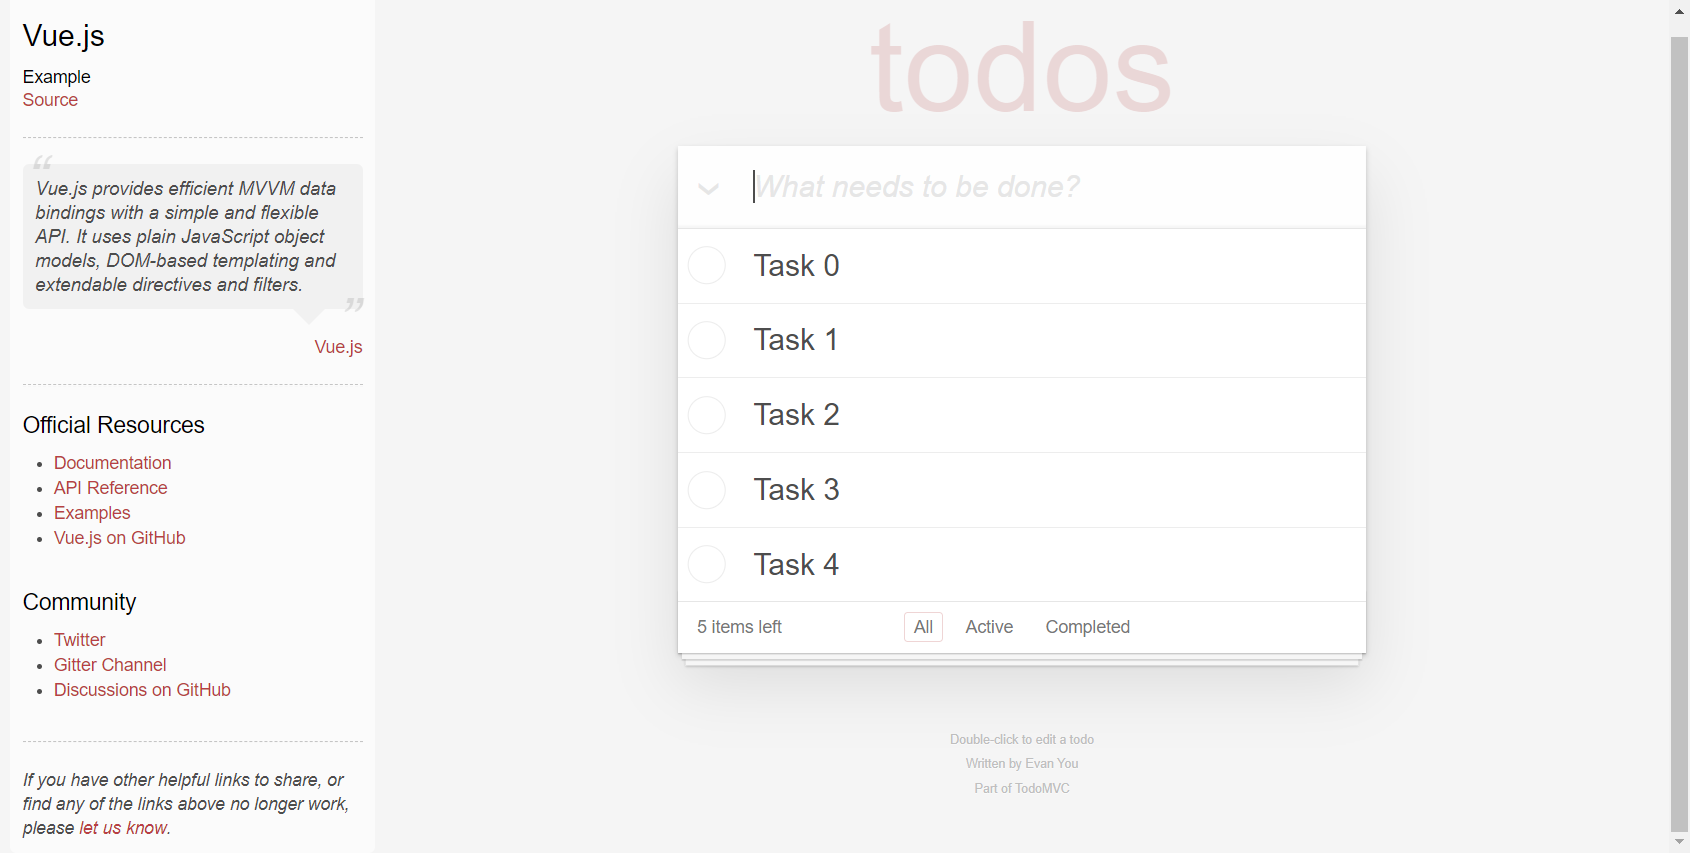 Vue.js
Example
Source
“
Vue.js provides efficient MVVM data
bindings with a simple and flexible
API. It uses plain JavaScript object
models, DOM-based templating and
extendable directives and filters.
”
Vue.js
Official Resources
• Documentation
• API Reference
• Examples
• Vue.js on GitHub
Community
• Twitter
• Gitter Channel
• Discussions on GitHub
If you have other helpful links to share, or
find any of the links above no longer work,
please let us know.
todos
What needs to be done?
Task 0
Task 1
Task 2
Task 3
Task 4
5 items left All Active Completed
Double-click to edit a todo
Written by Evan You
Part of TodoMVC